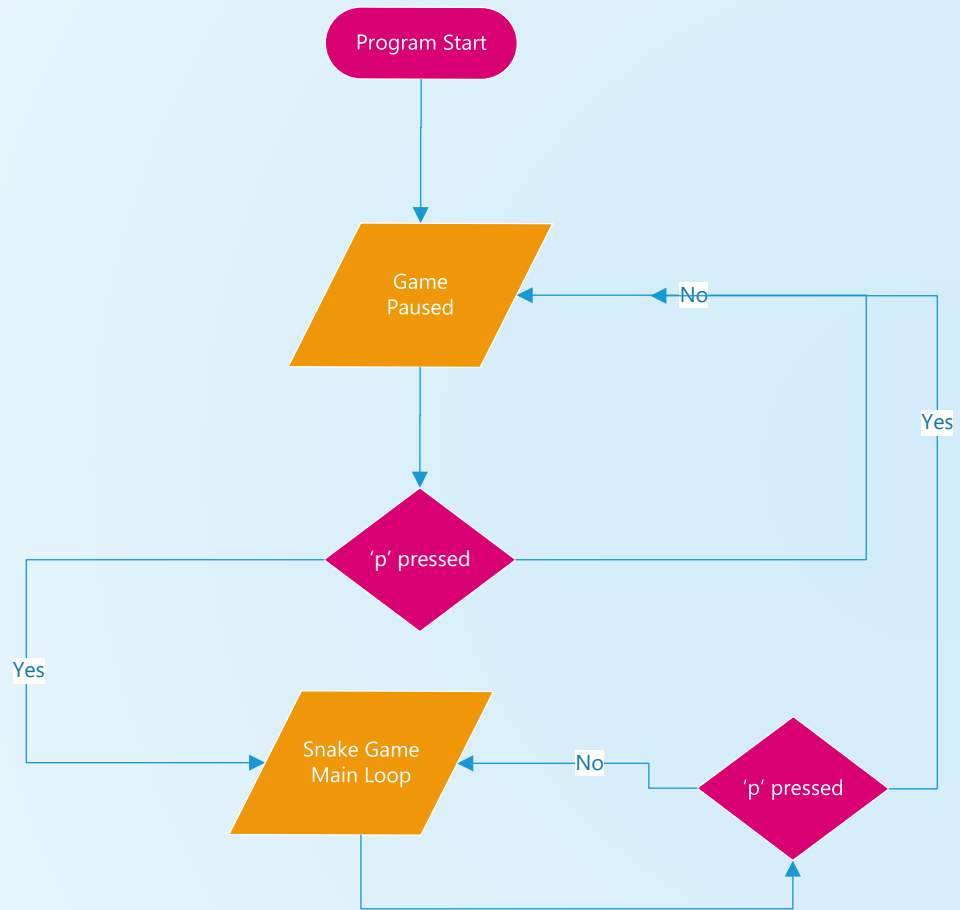 Program Start
Game
Paused
No
Yes
‘p’ pressed
Yes
Snake Game
Main Loop
No
‘p’ pressed